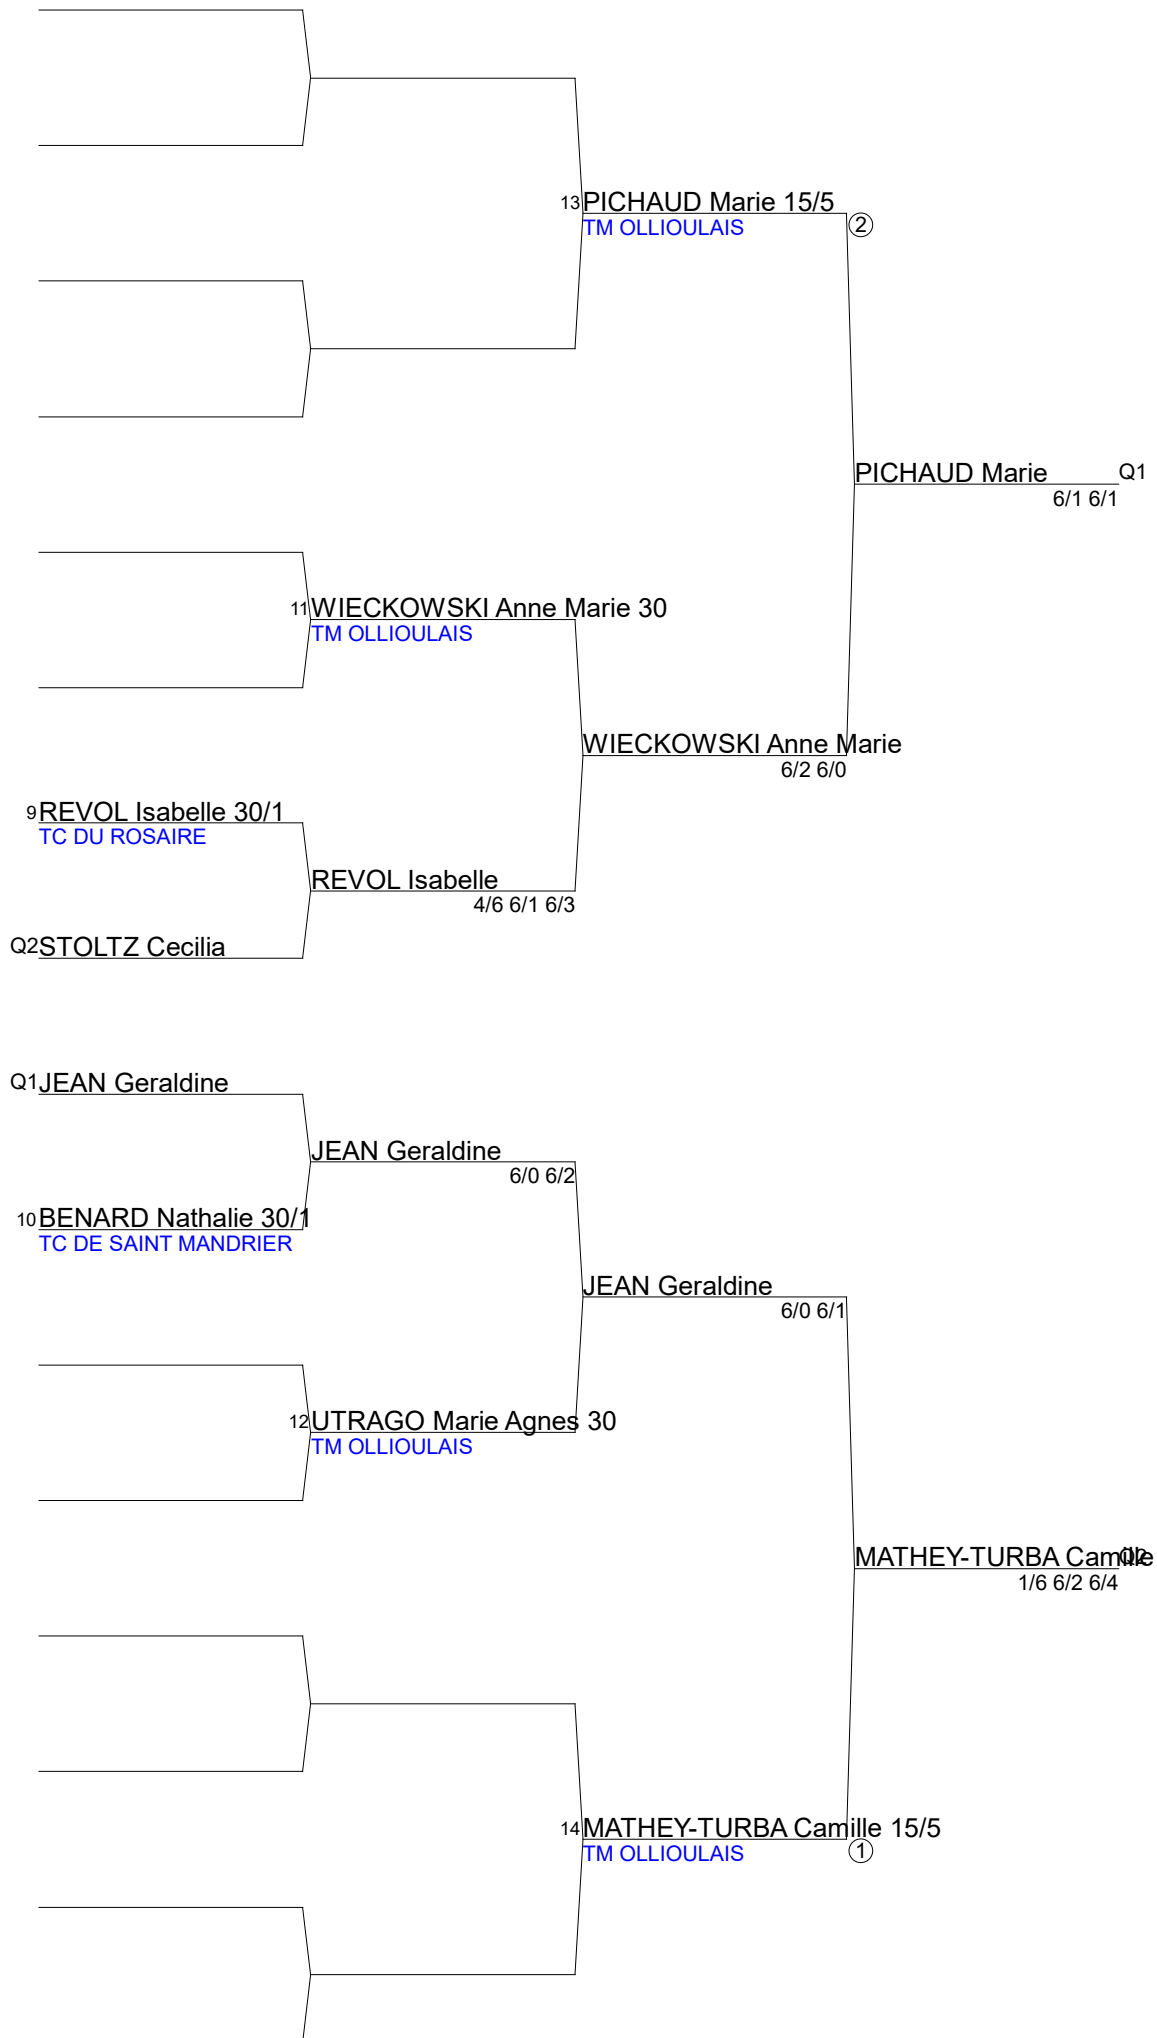 13 PICHAUD Marie 15/5
TM OLLIOULAIS
2
PICHAUD Marie Q1
6/1 6/1
11 WIECKOWSKI Anne Marie 30
TM OLLIOULAIS
WIECKOWSKI Anne Marie
6/2 6/0
9 REVOL Isabelle 30/1
TC DU ROSAIRE
REVOL Isabelle
4/6 6/1 6/3
Q2 STOLTZ Cecilia
Q1 JEAN Geraldine
JEAN Geraldine
6/0 6/2
10 BENARD Nathalie 30/1
TC DE SAINT MANDRIER
JEAN Geraldine
6/0 6/1
12 UTRAGO Marie Agnes 30
TM OLLIOULAIS
MATHEY-TURBA Camille Q2
1/6 6/2 6/4
14 MATHEY-TURBA Camille 15/5
TM OLLIOULAIS
1